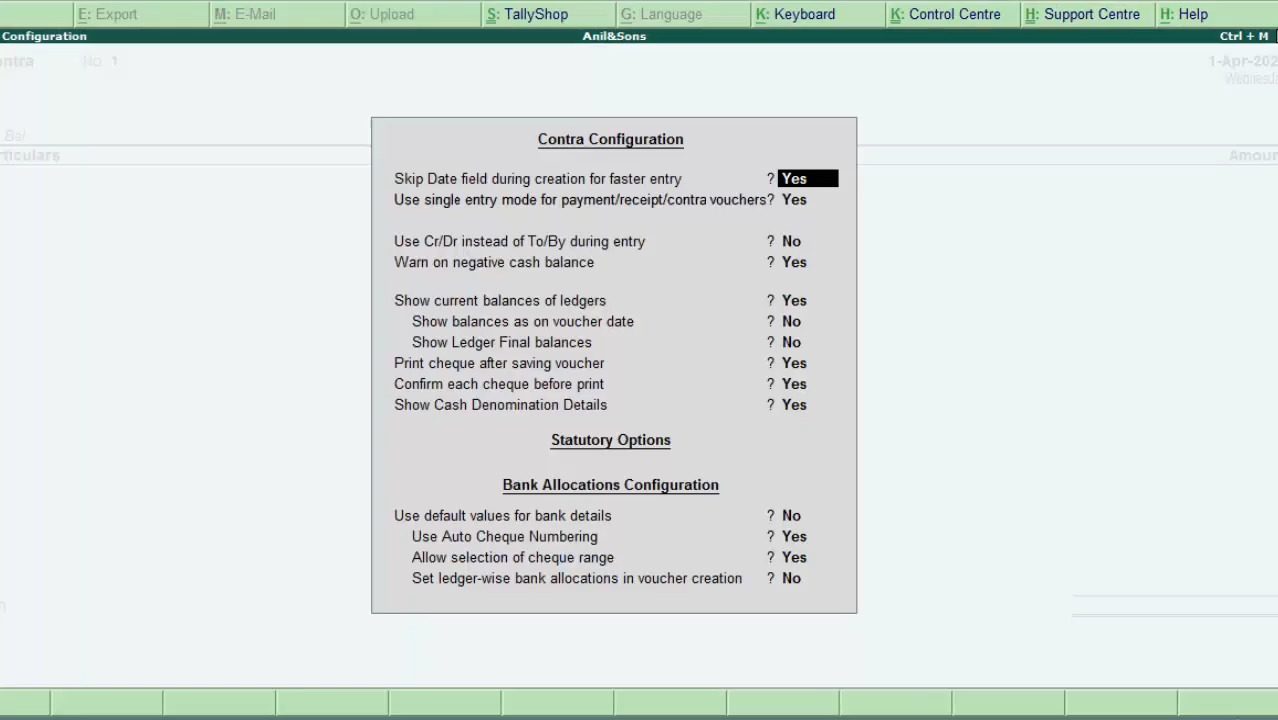 E: Export M: E-Mail O: Upload S: TallyShop G: Language K: Keyboard K: Control Centre H: Support Centre H: Help
Configuration Anil&Sons Ctrl + M
No. 1
Contra Configuration
Skip Date field during creation for faster entry ? Yes
Use single entry mode for payment/receipt/contra vouchers? Yes
Use Cr/Dr instead of To/By during entry ? No
Warn on negative cash balance ? Yes
Show current balances of ledgers ? Yes
Show balances as on voucher date ? No
Show Ledger Final balances ? No
Print cheque after saving voucher ? Yes
Confirm each cheque before print ? Yes
Show Cash Denomination Details ? Yes
Statutory Options
Bank Allocations Configuration
Use default values for bank details ? No
Use Auto Cheque Numbering ? Yes
Allow selection of cheque range ? Yes
Set ledger-wise bank allocations in voucher creation ? No